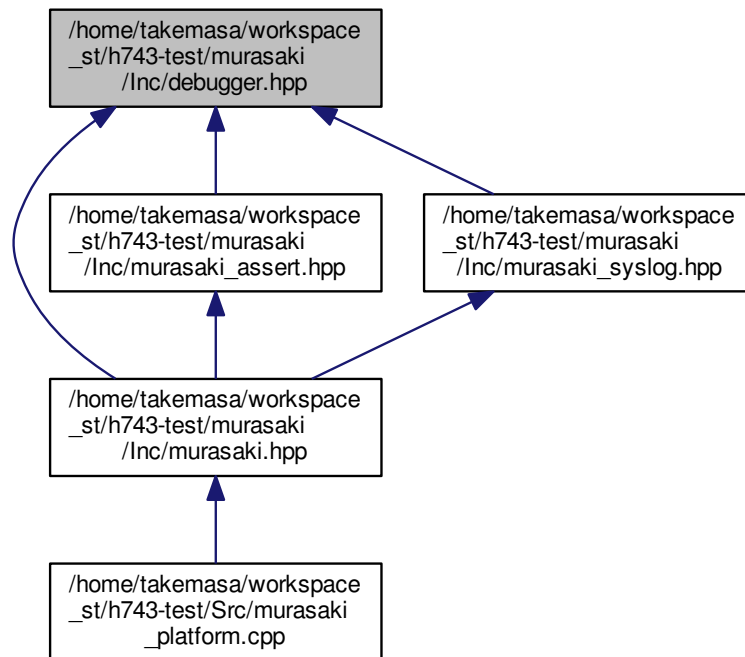 /home/takemasa/workspace
_st/h743-test/murasaki
/Inc/debugger.hpp
/home/takemasa/workspace
_st/h743-test/murasaki
/Inc/murasaki_assert.hpp
/home/takemasa/workspace
_st/h743-test/murasaki
/Inc/murasaki_syslog.hpp
/home/takemasa/workspace
_st/h743-test/murasaki
/Inc/murasaki.hpp
/home/takemasa/workspace
_st/h743-test/Src/murasaki
_platform.cpp